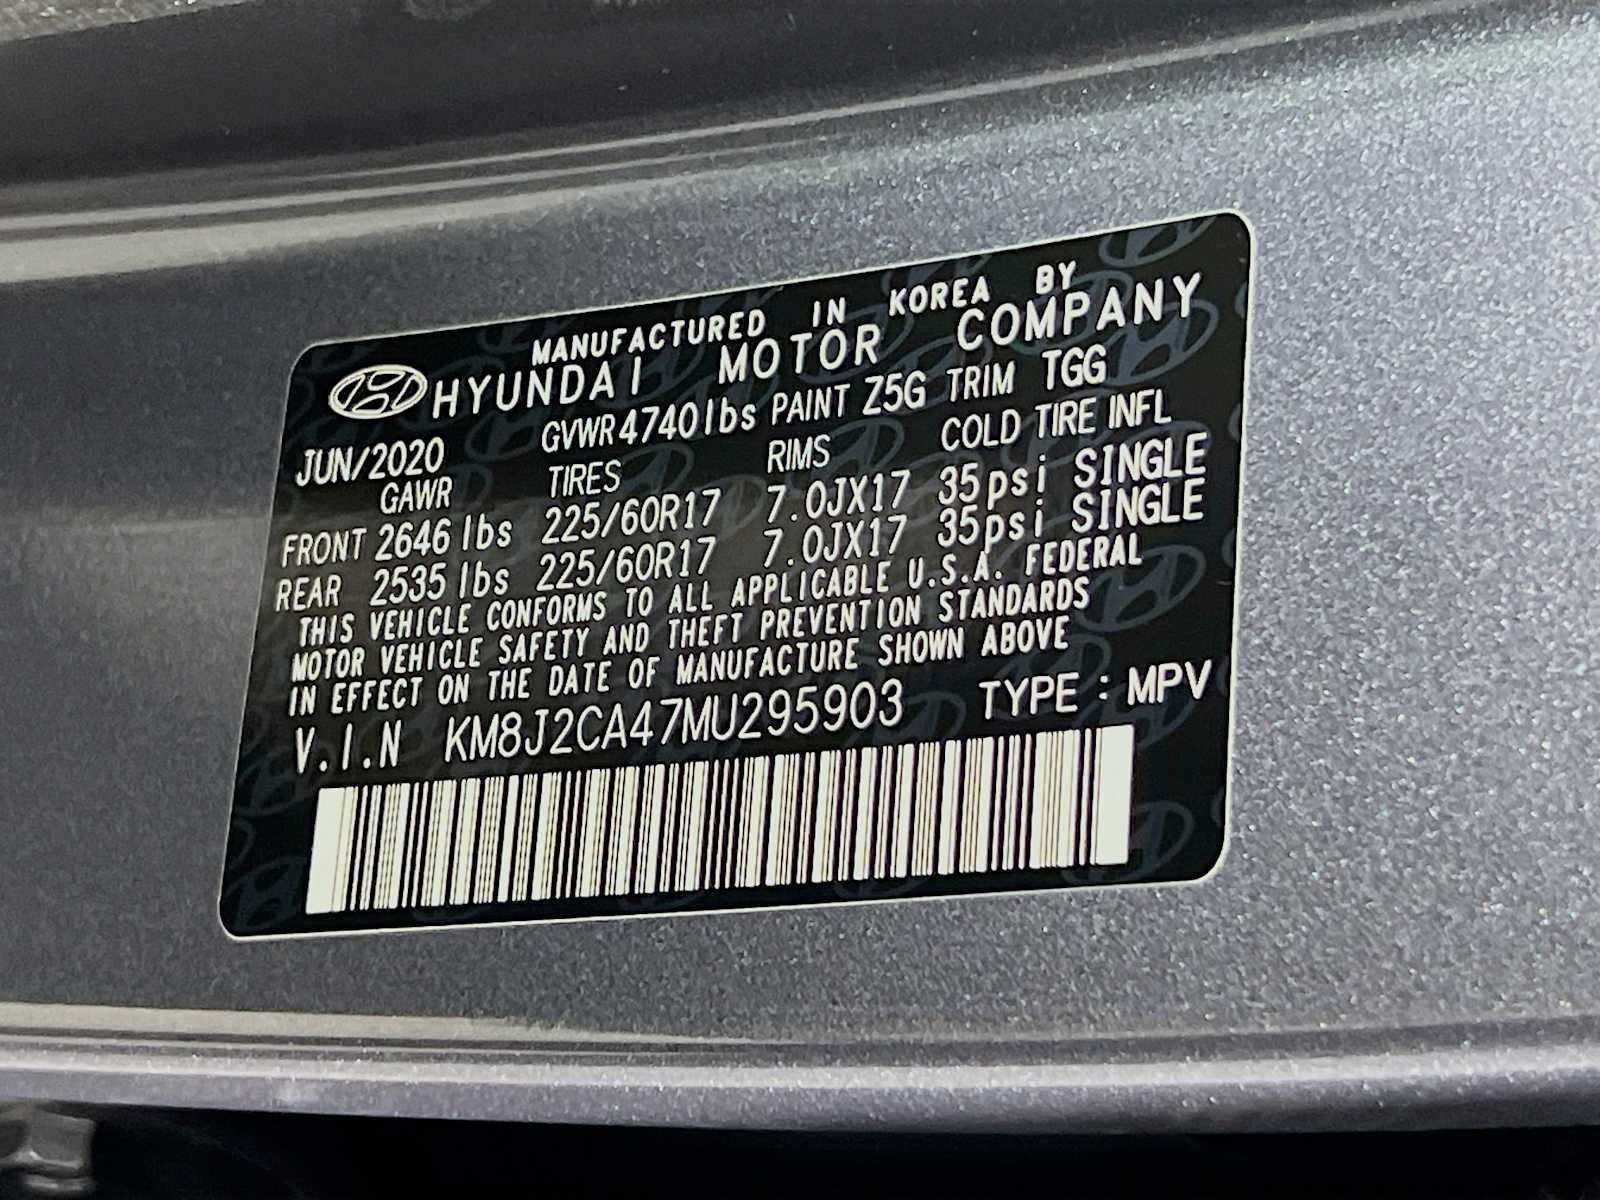 MANUFACTURED IN KOREA BY
HYUNDAI MOTOR COMPANY
JUN/2020 GVWR 4740 lbs PAINT Z5G TRIM TGG
GAWR TIRES RIMS COLD TIRE INFL
FRONT 2646 lbs 225/60R17 7.0JX17 35psi SINGLE
REAR 2535 lbs 225/60R17 7.0JX17 35psi SINGLE
THIS VEHICLE CONFORMS TO ALL APPLICABLE U.S.A. FEDERAL
MOTOR VEHICLE SAFETY AND THEFT PREVENTION STANDARDS
IN EFFECT ON THE DATE OF MANUFACTURE SHOWN ABOVE
V.I.N KM8J2CA47MU295903 TYPE : MPV